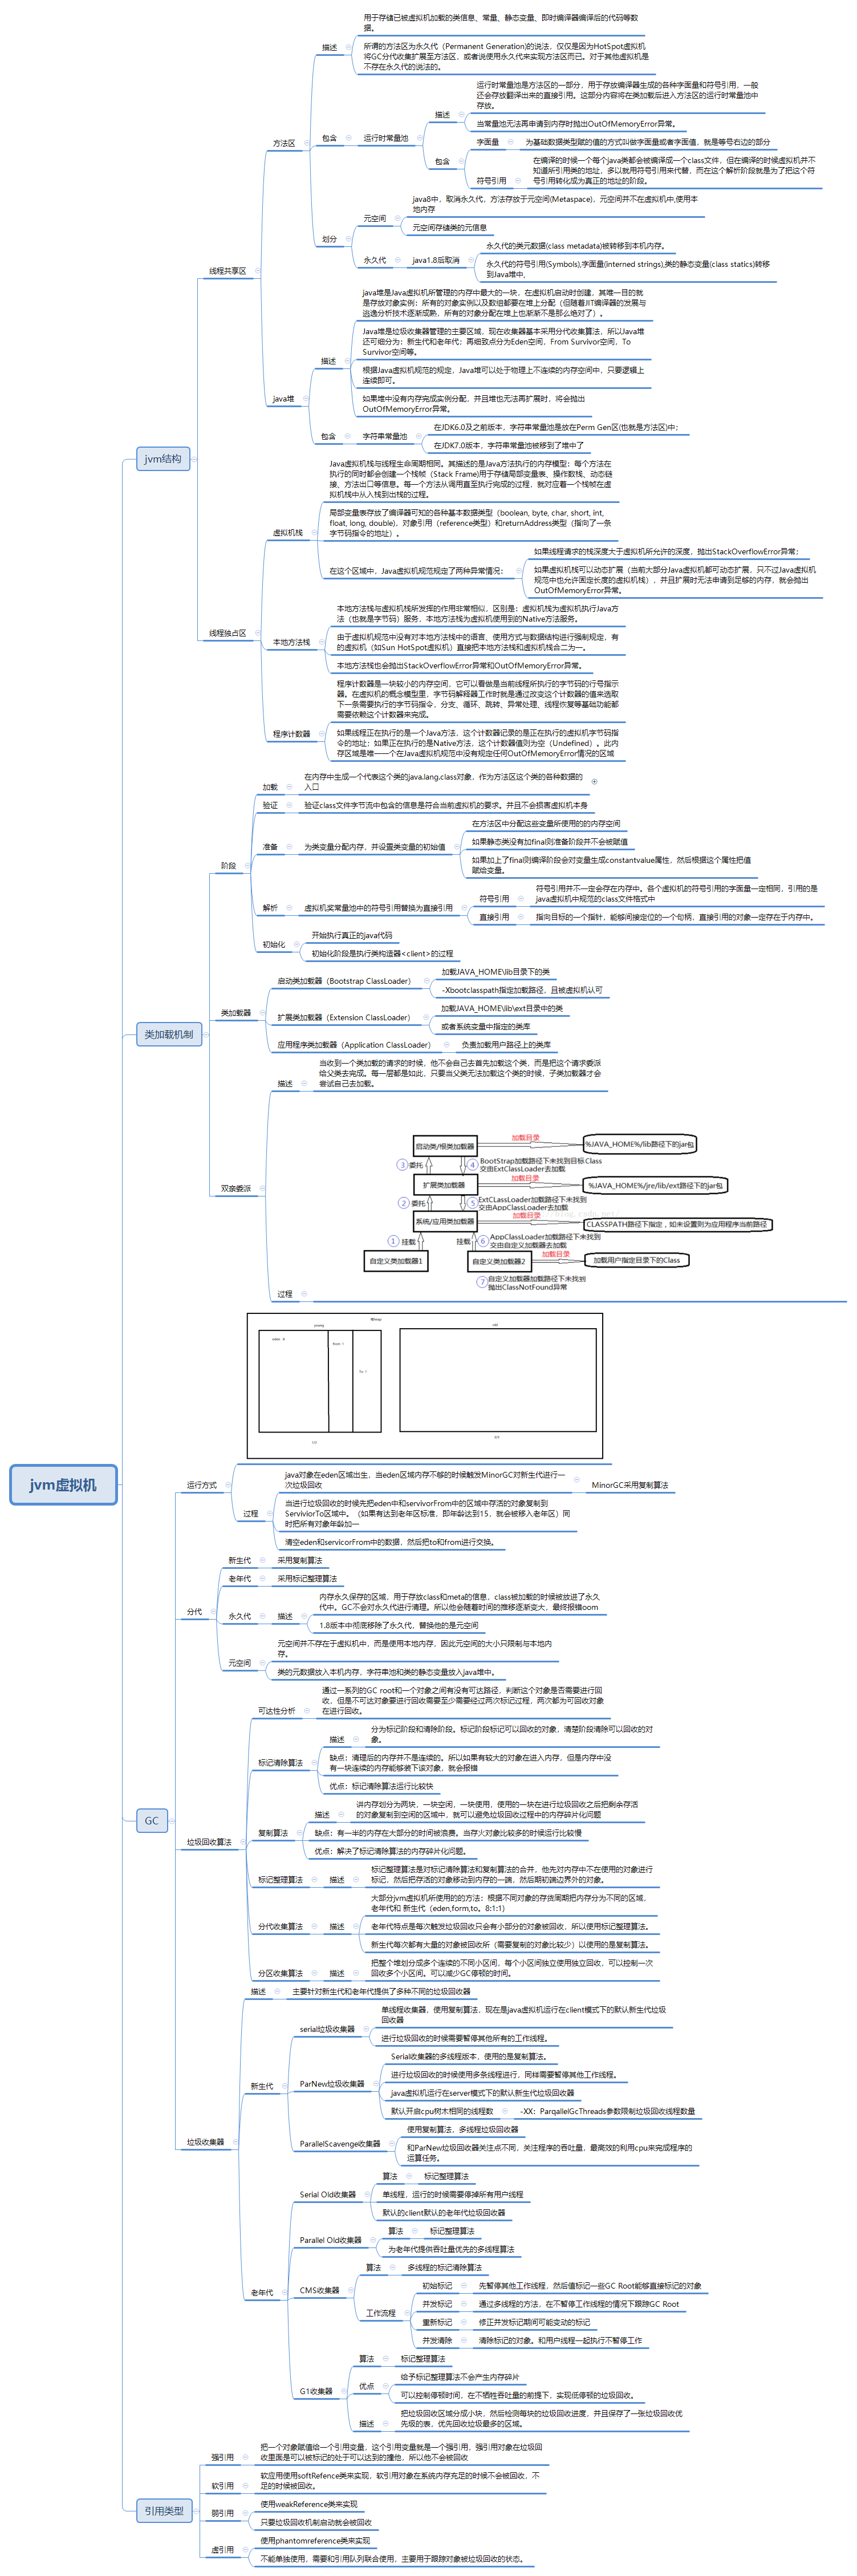 jvm虚拟机
jvm结构
线程共享区
方法区
描述
用于存储已被虚拟机加载的类信息、常量、静态变量、即时编译器编译后的代码等数
据。
所谓的方法区为永久代（Permanent Generation)的说法，仅仅是因为HotSpot虚拟机
将GC分代收集扩展至方法区，或者说使用永久代来实现方法区而已。对于其他虚拟机是
不存在永久代的说法的。
包含
运行时常量池
描述
运行时常量池是方法区的一部分，用于存放编译器生成的各种字面量和符号引用，一般
还会存放翻译出来的直接引用。这部分内容将在类加载后进入方法区的运行时常量池中
存放。
当常量池无法再申请到内存时抛出OutOfMemoryError异常。
包含
字面量
为基础数据类型赋的值的方式叫做字面量或者字面值，就是等号右边的部分
符号引用
在编译的时候一个每个java类都会被编译成一个class文件，但在编译的时候虚拟机并不
知道所引用类的地址，多以就用符号引用来代替，而在这个解析阶段就是为了把这个符
号引用转化成为真正的地址的阶段。
划分
元空间
java8中，取消永久代，方法存放于元空间(Metaspace)，元空间并不在虚拟机中,使用本
地内存
元空间存储类的元信息
永久代
java1.8后取消
永久代的类元数据(class metadata)被转移到本机内存。
永久代的符号引用(Symbols),字面量(interned strings),类的静态变量(class statics)转移
到Java堆中,
java堆
描述
java堆是Java虚拟机所管理的内存中最大的一块，在虚拟机启动时创建，其唯一目的就
是存放对象实例；所有的对象实例以及数组都要在堆上分配（但随着JIT编译器的发展与
逃逸分析技术逐渐成熟，所有的对象分配在堆上也渐渐不是那么绝对了）。
Java堆是垃圾收集器管理的主要区域，现在收集器基本采用分代收集算法，所以Java堆
还可细分为：新生代和老年代；再细致点分为Eden空间，From Survivor空间，To
Survivor空间等。
根据Java虚拟机规范的规定，Java堆可以处于物理上不连续的内存空间中，只要逻辑上
连续即可。
如果堆中没有内存完成实例分配，并且堆也无法再扩展时，将会抛出
OutOfMemoryError异常。
包含
字符串常量池
在JDK6.0及之前版本，字符串常量池是放在Perm Gen区(也就是方法区)中；
在JDK7.0版本，字符串常量池被移到了堆中了
线程独占区
虚拟机栈
Java虚拟机栈与线程生命周期相同。其描述的是Java方法执行的内存模型；每个方法在
执行的同时都会创建一个栈帧（Stack Frame)用于存储局部变量表、操作数栈、动态链
接、方法出口等信息。每一个方法从调用直至执行完成的过程，就对应着一个栈帧在虚
拟机栈中从入栈到出栈的过程。
局部变量表存放了编译器可知的各种基本数据类型（boolean, byte, char, short, int,
float, long, double)，对象引用（reference类型）和returnAddress类型（指向了一条
字节码指令的地址）。
在这个区域中，Java虚拟机规范规定了两种异常情况：
如果线程请求的栈深度大于虚拟机所允许的深度，抛出StackOverflowError异常；
如果虚拟机栈可以动态扩展（当前大部分Java虚拟机都可动态扩展，只不过Java虚拟机
规范中也允许固定长度的虚拟机栈），并且扩展时无法申请到足够的内存，就会抛出
OutOfMemoryError异常。
本地方法栈
本地方法栈与虚拟机栈所发挥的作用非常相似，区别是：虚拟机栈为虚拟机执行Java方
法（也就是字节码）服务，本地方法栈为虚拟机使用到的Native方法服务。
由于虚拟机规范中没有对本地方法栈中的语言、使用方式与数据结构进行强制规定，有
的虚拟机（如Sun HotSpot虚拟机）直接把本地方法栈和虚拟机栈合二为一。
本地方法栈也会抛出StackOverflowError异常和OutOfMemoryError异常。
程序计数器
程序计数器是一块较小的内存空间，它可以看做是当前线程所执行的字节码的行号指示
器。在虚拟机的概念模型里，字节码解释器工作时就是通过改变这个计数器的值来选取
下一条需要执行的字节码指令，分支、循环、跳转、异常处理、线程恢复等基础功能都
需要依赖这个计数器来完成。
如果线程正在执行的是一个Java方法，这个计数器记录的是正在执行的虚拟机字节码指
令的地址；如果正在执行的是Native方法，这个计数器值则为空（Undefined）。此内
存区域是唯一一个在Java虚拟机规范中没有规定任何OutOfMemoryError情况的区域
类加载机制
阶段
加载
在内存中生成一个代表这个类的java.lang.class对象，作为方法区这个类的各种数据的
入口
验证
验证class文件字节流中包含的信息是符合当前虚拟机的要求。并且不会损害虚拟机本身
准备
为类变量分配内存，并设置类变量的初始值
在方法区中分配这些变量所使用的的内存空间
如果静态类没有加final则准备阶段并不会被赋值
如果加上了final则编译阶段会对变量生成constantvalue属性，然后根据这个属性把值
赋给变量。
解析
虚拟机奖常量池中的符号引用替换为直接引用
符号引用
符号引用并不一定会存在内存中。各个虚拟机的符号引用的字面量一定相同，引用的是
java虚拟机中规范的class文件格式中
直接引用
指向目标的一个指针，能够间接定位的一个句柄，直接引用的对象一定存在于内存中。
初始化
开始执行真正的java代码
初始化阶段是执行类构造器<client>的过程
类加载器
启动类加载器（Bootstrap ClassLoader）
加载JAVA_HOME\lib目录下的类
-Xbootclasspath指定加载路径，且被虚拟机认可
扩展类加载器（Extension ClassLoader）
加载JAVA_HOME\lib\ext目录中的类
或者系统变量中指定的类库
应用程序类加载器（Application ClassLoader）
负责加载用户路径上的类库
双亲委派
描述
当收到一个类加载的请求的时候，他不会自己去首先加载这个类，而是把这个请求委派
给父类去完成。每一层都是如此，只要当父类无法加载这个类的时候，子类加载器才会
尝试自己去加载。
过程
启动类/根类加载器
加载目录
%JAVA_HOME%/lib路径下的jar包
3 委托
4 BootStrap加载路径下未找到目标Class
交由ExtClassLoader去加载
扩展类加载器
加载目录
%JAVA_HOME%/jre/lib/ext路径下的jar包
2 委托
5 ExtCLassLoader加载路径下未找到
交由AppClassLoader去加载
系统/应用类加载器
加载目录
CLASSPATH路径下指定，如未设置则为应用程序当前路径
1 挂载
挂载
6 AppClassLoader加载路径下未找到
交由自定义加载器去加载
自定义类加载器1
自定义类加载器2
加载目录
加载用户指定目录下的Class
7 自定义加载器加载路径下未找到
抛出ClassNotFound异常
GC
运行方式
young
old
eden 8
from 1
To 1
过程
java对象在eden区域出生，当eden区域内存不够的时候触发MinorGC对新生代进行一
次垃圾回收
MinorGC采用复制算法
当进行垃圾回收的时候先把eden中和servivorFrom中的区域中存活的对象复制到
ServiviorTo区域中。（如果有达到老年区标准，即年龄达到15，就会被移入老年区）同
时把所有对象年龄加一
清空eden和servicorFrom中的数据，然后把to和from进行交换。
分代
新生代
采用复制算法
老年代
采用标记整理算法
永久代
描述
内存永久保存的区域，用于存放class和meta的信息，class被加载的时候被放进了永久
代中。GC不会对永久代进行清理。所以他会随着时间的推移逐渐变大，最终报错oom
1.8版本中彻底移除了永久代，替换他的是元空间
元空间
元空间并不存在于虚拟机中，而是使用本地内存，因此元空间的大小只限制与本地内
存。
类的元数据放入本机内存，字符串池和类的静态变量放入java堆中。
垃圾回收算法
可达性分析
通过一系列的GC root和一个对象之间有没有可达路径，判断这个对象是否需要进行回
收，但是不可达对象要进行回收需要至少需要经过两次标记过程，两次都为可回收对象
在进行回收。
标记清除算法
描述
分为标记阶段和清除阶段。标记阶段标记可以回收的对象，清楚阶段清除可以回收的对
象。
缺点：清理后的内存并不是连续的。所以如果有较大的对象在进入内存，但是内存中没
有一块连续的内存能够装下该对象，就会报错
优点：标记清除算法运行比较快
复制算法
描述
讲内存划分为两块，一块空闲，一块使用，使用的一块在进行垃圾回收之后把剩余存活
的对象复制到空闲的区域中，就可以避免垃圾回收过程中的内存碎片化问题
缺点：有一半的内存在大部分的时间被浪费。当存火对象比较多的时候运行比较慢
优点：解决了标记清除算法的内存碎片化问题。
标记整理算法
描述
标记整理算法是对标记清除算法和复制算法的合并，他先对内存中不在使用的对象进行
标记，然后把存活的对象移动到内存的一端，然后期初端边界外的对象。
分代收集算法
描述
大部分jvm虚拟机所使用的的方法：根据不同对象的存货周期把内存分为不同的区域，
老年代和 新生代（eden,form,to。8:1:1)
老年代特点是每次触发垃圾回收只会有小部分的对象被回收，所以使用标记整理算法。
新生代每次都有大量的对象被回收所（需要复制的对象比较少）以使用的是复制算法。
分区收集算法
描述
把整个堆划分成多个连续的不同小区间，每个小区间独立使用独立回收，可以控制一次
回收多个小区间。可以减少GC停顿的时间。
垃圾收集器
描述
主要针对新生代和老年代提供了多种不同的垃圾回收器
新生代
serial垃圾收集器
单线程收集器，使用复制算法，现在是java虚拟机运行在client模式下的默认新生代垃圾
回收器
进行垃圾回收的时候需要暂停其他所有的工作线程。
ParNew垃圾收集器
Serial收集器的多线程版本，使用的是复制算法。
进行垃圾回收的时候使用多条线程进行，同样需要暂停其他工作线程。
java虚拟机运行在server模式下的默认新生代垃圾回收器
默认开启cpu树木相同的线程数
-XX：ParqallelGcThreads参数限制垃圾回收线程数量
ParallelScavenge收集器
使用复制算法，多线程垃圾回收器
和ParNew垃圾回收器关注点不同，关注程序的吞吐量，最高效的利用cpu来完成程序的
运算任务。
老年代
Serial Old收集器
算法
标记整理算法
单线程，运行的时候需要停掉所有用户线程
默认的client默认的老年代垃圾回收器
Parallel Old收集器
算法
标记整理算法
为老年代提供吞吐量优先的多线程算法
CMS收集器
算法
多线程的标记清除算法
工作流程
初始标记
先暂停其他工作线程，然后值标记一些GC Root能够直接标记的对象
并发标记
通过多线程的方法，在不暂停工作线程的情况下跟踪GC Root
重新标记
修正并发标记期间可能变动的标记
并发清除
清除标记的对象。和用户线程一起执行不暂停工作
G1收集器
算法
标记整理算法
优点
给予标记整理算法不会产生内存碎片
可以控制停顿时间，在不牺牲吞吐量的前提下，实现低停顿的垃圾回收。
描述
把垃圾回收区域分成小块，然后检测每块的垃圾回收进度，并且保存了一张垃圾回收优
先级的表，优先回收垃圾最多的区域。
引用类型
强引用
把一个对象赋值给一个引用变量，这个引用变量就是一个强引用，强引用对象在垃圾回
收里面是可以被标记的处于可以达到的撞他，所以他不会被回收
软引用
软应用使用softRefence类来实现，软引用对象在系统内存充足的时候不会被回收，不
足的时候被回收。
弱引用
使用weakReference类来实现
只要垃圾回收机制启动就会被回收
虚引用
使用phantomreference类来实现
不能单独使用，需要和引用队列联合使用，主要用于跟踪对象被垃圾回收的状态。